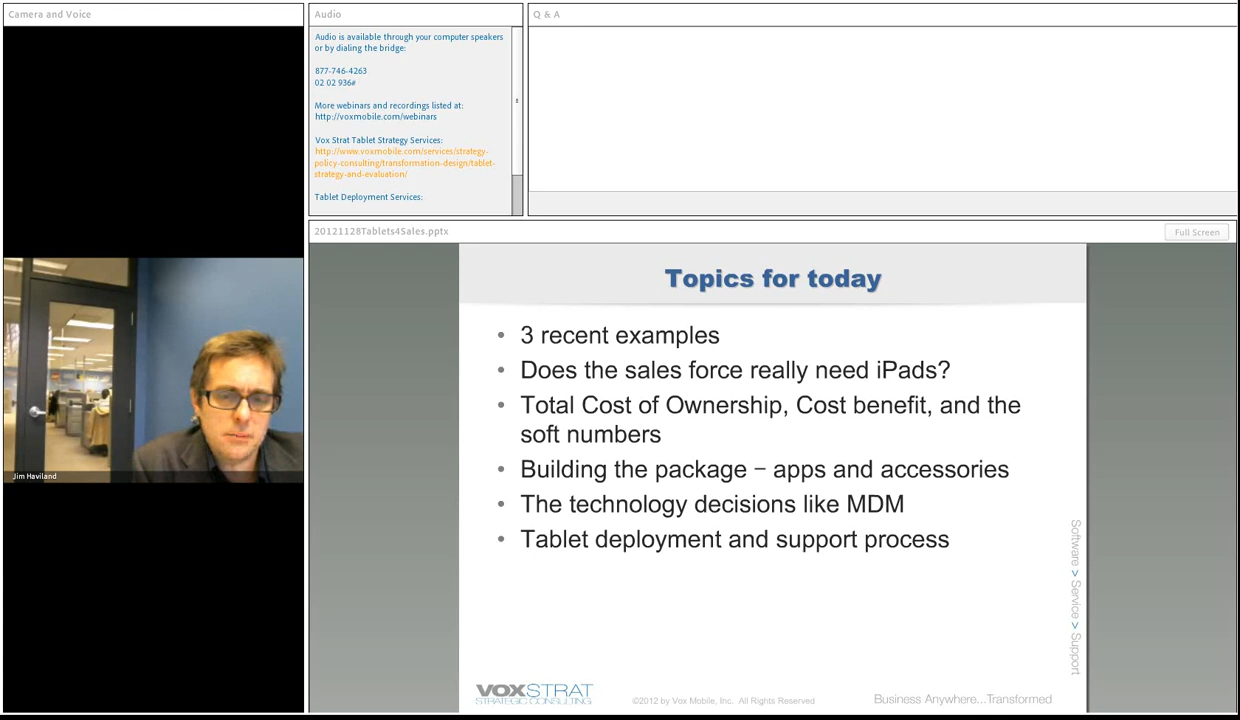 Camera and Voice
Jim Haviland
Audio
Audio is available through your computer speakers
or by dialing the bridge:
877-746-4263
02 02 936#
More webinars and recordings listed at:
http://voxmobile.com/webinars
Vox Strat Tablet Strategy Services:
http://www.voxmobile.com/services/strategy-
policy-consulting/transformation-design/tablet-
strategy-and-evaluation/
Tablet Deployment Services:
Q & A
20121128Tablets4Sales.pptx
Full Screen
Topics for today
• 3 recent examples
• Does the sales force really need iPads?
• Total Cost of Ownership, Cost benefit, and the
soft numbers
• Building the package – apps and accessories
• The technology decisions like MDM
• Tablet deployment and support process
Software > Service > Support
VOXSTRAT
STRATEGIC CONSULTING
©2012 by Vox Mobile, Inc. All Rights Reserved
Business Anywhere...Transformed